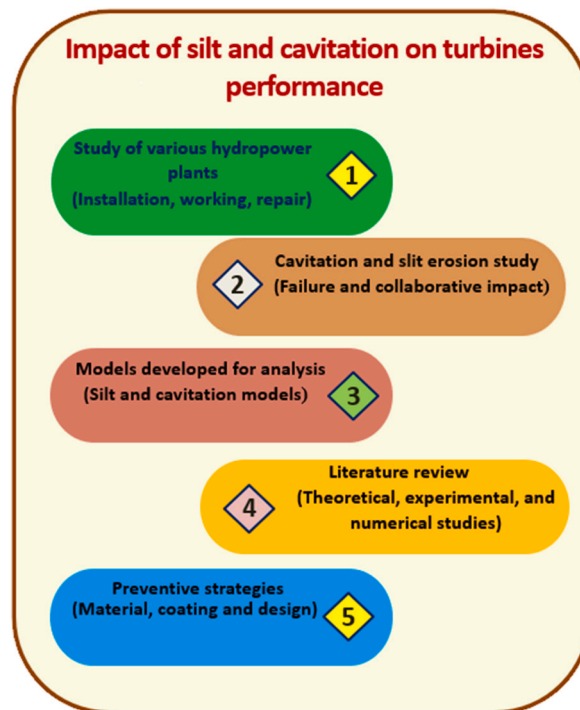 Impact of silt and cavitation on turbines
performance
Study of various hydropower
plants
(Installation, working, repair)
1
Cavitation and slit erosion study
(Failure and collaborative impact)
2
Models developed for analysis
(Silt and cavitation models)
3
Literature review
(Theoretical, experimental, and
numerical studies)
4
Preventive strategies
(Material, coating and design)
5